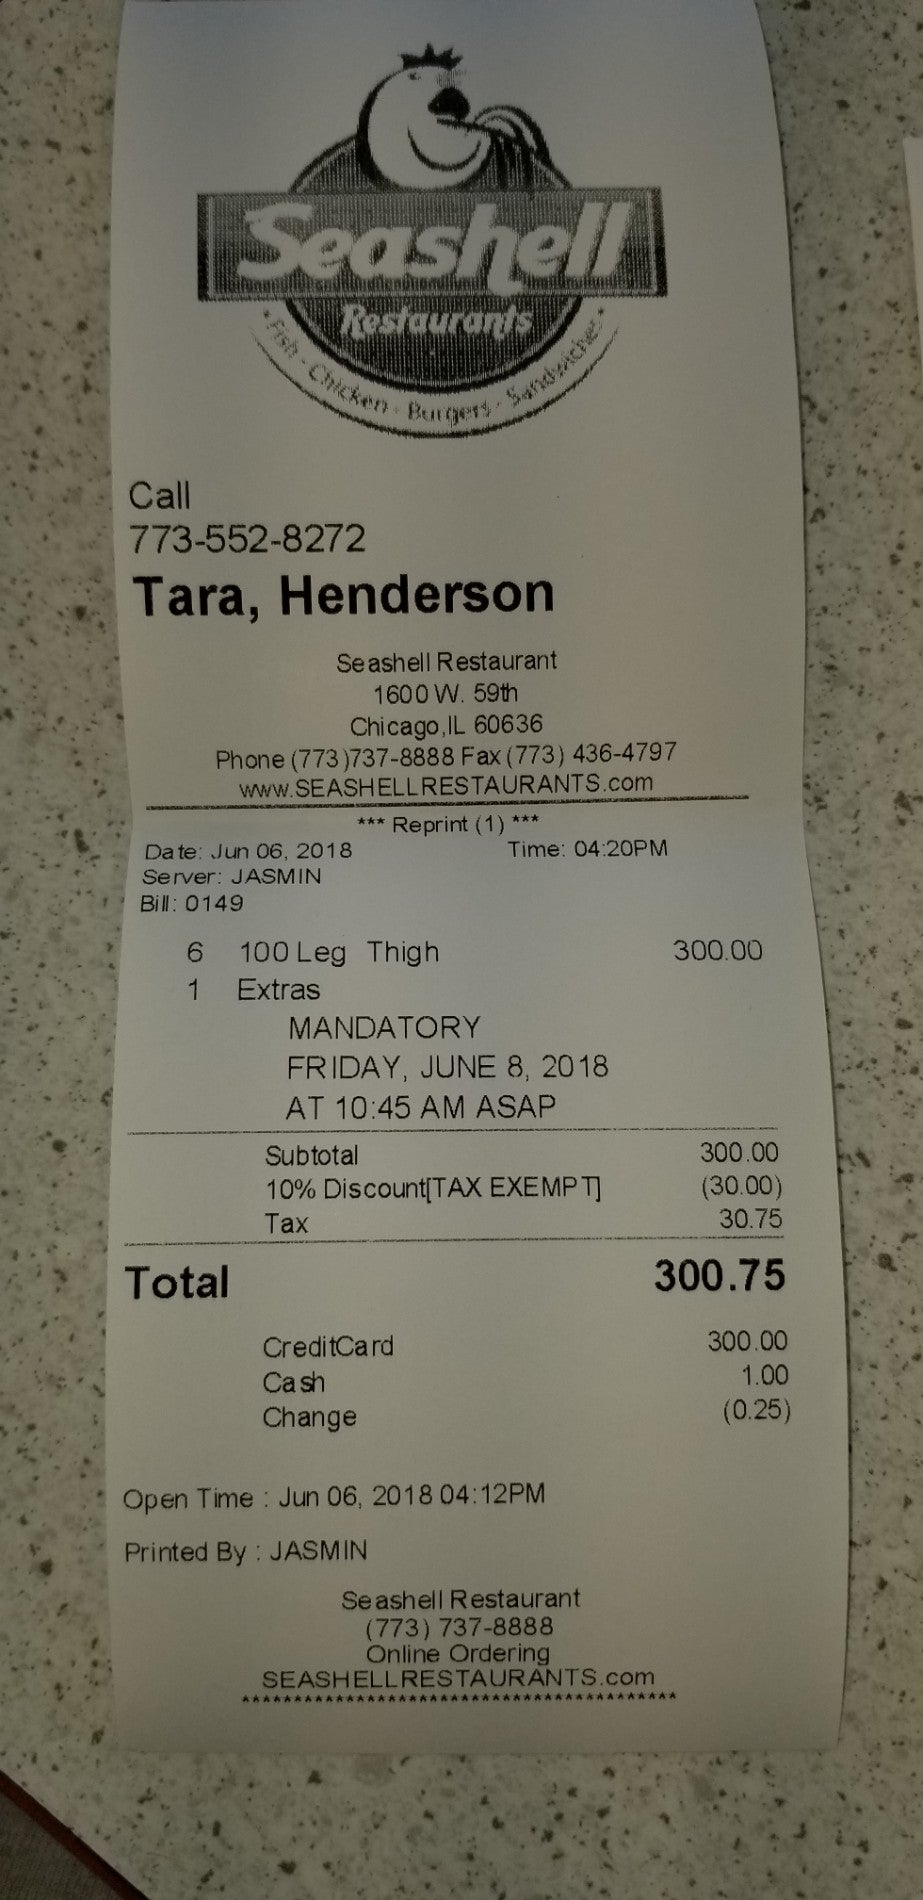 Seashell
Restaurants
• Fish - Chicken - Burgers - Sandwiches •
Call
773-552-8272
Tara, Henderson
Seashell Restaurant
1600 W. 59th
Chicago,IL 60636
Phone (773)737-8888 Fax (773) 436-4797
www.SEASHELLRESTAURANTS.com
*** Reprint (1) ***
Date: Jun 06, 2018 Time: 04:20PM
Server: JASMIN
Bill: 0149
6 100 Leg Thigh 300.00
1 Extras
MANDATORY
FRIDAY, JUNE 8, 2018
AT 10:45 AM ASAP
Subtotal 300.00
10% Discount[TAX EXEMPT] (30.00)
Tax 30.75
Total 300.75
CreditCard 300.00
Cash 1.00
Change (0.25)
Open Time : Jun 06, 2018 04:12PM
Printed By : JASMIN
Seashell Restaurant
(773) 737-8888
Online Ordering
SEASHELLRESTAURANTS.com
****************************************